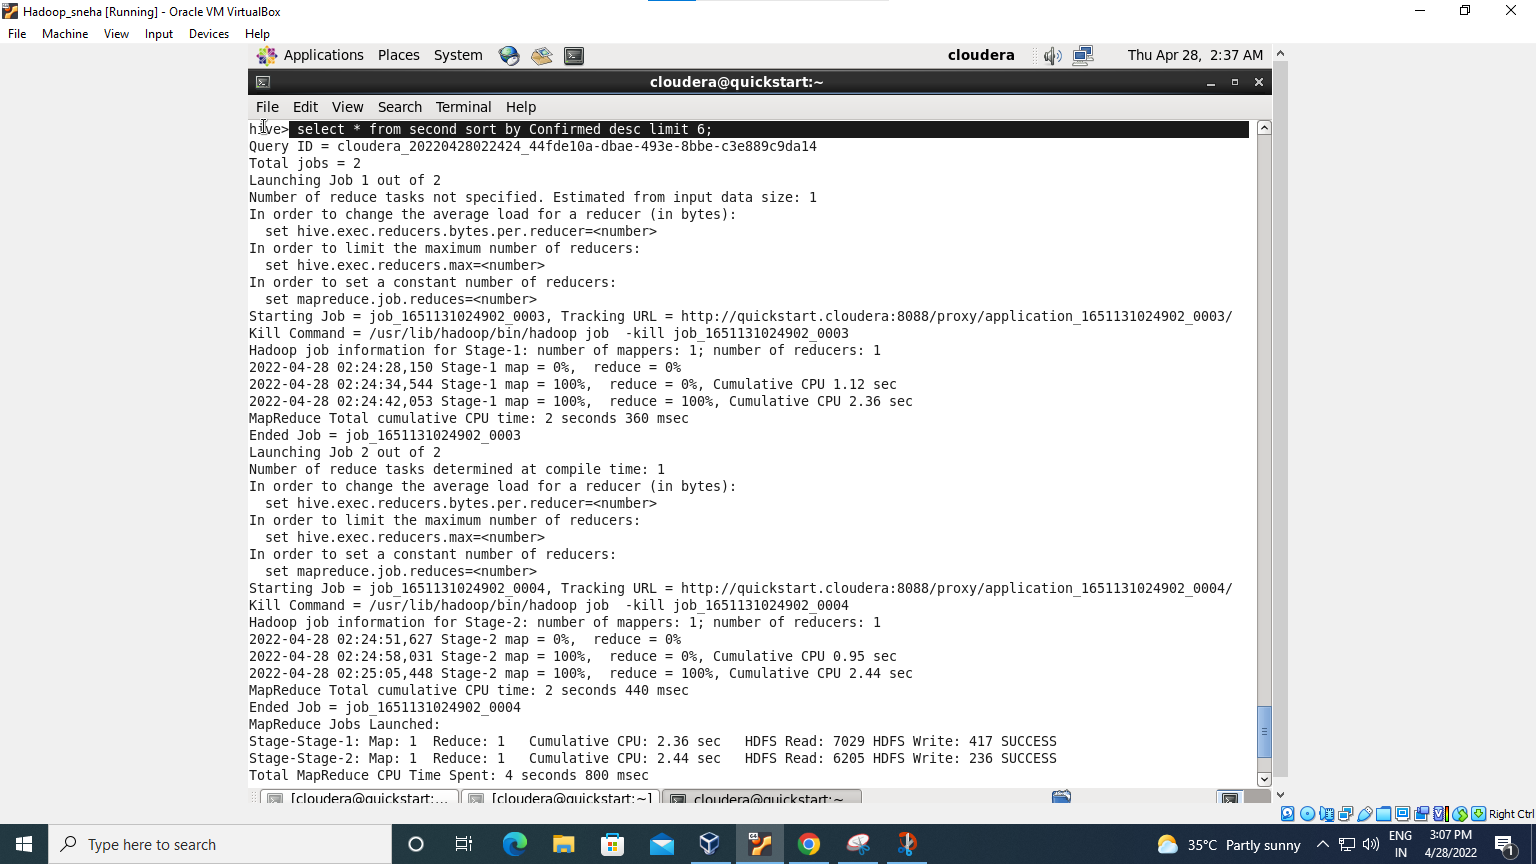 Hadoop_sneha [Running] - Oracle VM VirtualBox
File Machine View Input Devices Help
Applications Places System cloudera Thu Apr 28, 2:37 AM
cloudera@quickstart:~
File Edit View Search Terminal Help
hive> select * from second sort by Confirmed desc limit 6;
Query ID = cloudera_20220428022424_44fde10a-dbae-493e-8bbe-c3e889c9da14
Total jobs = 2
Launching Job 1 out of 2
Number of reduce tasks not specified. Estimated from input data size: 1
In order to change the average load for a reducer (in bytes):
  set hive.exec.reducers.bytes.per.reducer=<number>
In order to limit the maximum number of reducers:
  set hive.exec.reducers.max=<number>
In order to set a constant number of reducers:
  set mapreduce.job.reduces=<number>
Starting Job = job_1651131024902_0003, Tracking URL = http://quickstart.cloudera:8088/proxy/application_1651131024902_0003/
Kill Command = /usr/lib/hadoop/bin/hadoop job  -kill job_1651131024902_0003
Hadoop job information for Stage-1: number of mappers: 1; number of reducers: 1
2022-04-28 02:24:28,150 Stage-1 map = 0%,  reduce = 0%
2022-04-28 02:24:34,544 Stage-1 map = 100%,  reduce = 0%, Cumulative CPU 1.12 sec
2022-04-28 02:24:42,053 Stage-1 map = 100%,  reduce = 100%, Cumulative CPU 2.36 sec
MapReduce Total cumulative CPU time: 2 seconds 360 msec
Ended Job = job_1651131024902_0003
Launching Job 2 out of 2
Number of reduce tasks determined at compile time: 1
In order to change the average load for a reducer (in bytes):
  set hive.exec.reducers.bytes.per.reducer=<number>
In order to limit the maximum number of reducers:
  set hive.exec.reducers.max=<number>
In order to set a constant number of reducers:
  set mapreduce.job.reduces=<number>
Starting Job = job_1651131024902_0004, Tracking URL = http://quickstart.cloudera:8088/proxy/application_1651131024902_0004/
Kill Command = /usr/lib/hadoop/bin/hadoop job  -kill job_1651131024902_0004
Hadoop job information for Stage-2: number of mappers: 1; number of reducers: 1
2022-04-28 02:24:51,627 Stage-2 map = 0%,  reduce = 0%
2022-04-28 02:24:58,031 Stage-2 map = 100%,  reduce = 0%, Cumulative CPU 0.95 sec
2022-04-28 02:25:05,448 Stage-2 map = 100%,  reduce = 100%, Cumulative CPU 2.44 sec
MapReduce Total cumulative CPU time: 2 seconds 440 msec
Ended Job = job_1651131024902_0004
MapReduce Jobs Launched:
Stage-Stage-1: Map: 1  Reduce: 1   Cumulative CPU: 2.36 sec   HDFS Read: 7029 HDFS Write: 417 SUCCESS
Stage-Stage-2: Map: 1  Reduce: 1   Cumulative CPU: 2.44 sec   HDFS Read: 6205 HDFS Write: 236 SUCCESS
Total MapReduce CPU Time Spent: 4 seconds 800 msec
[cloudera@quickstart:... [cloudera@quickstart:~] cloudera@quickstart:~
Right Ctrl
Type here to search 35°C Partly sunny ENG IN 3:07 PM 4/28/2022 1